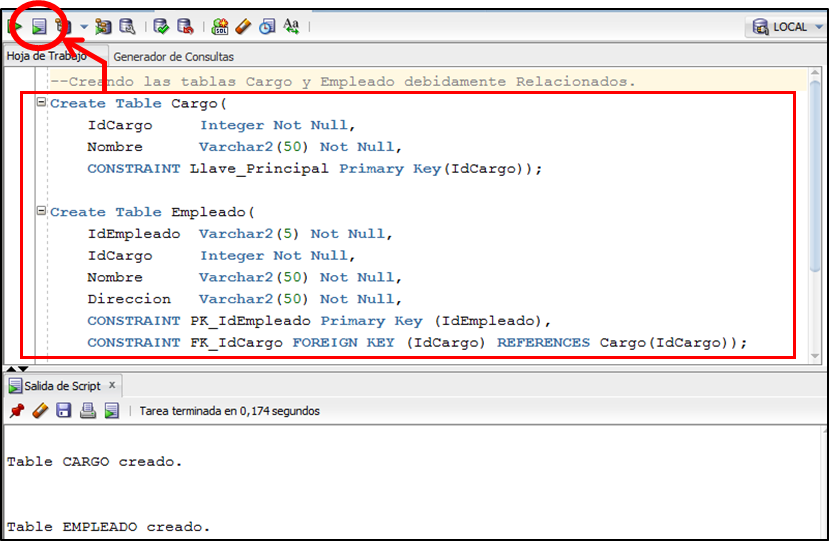 LOCAL
Hoja de Trabajo Generador de Consultas
--Creando las tablas Cargo y Empleado debidamente Relacionados.
Create Table Cargo(
IdCargo Integer Not Null,
Nombre Varchar2(50) Not Null,
CONSTRAINT Llave_Principal Primary Key(IdCargo));
Create Table Empleado(
IdEmpleado Varchar2(5) Not Null,
IdCargo Integer Not Null,
Nombre Varchar2(50) Not Null,
Direccion Varchar2(50) Not Null,
CONSTRAINT PK_IdEmpleado Primary Key (IdEmpleado),
CONSTRAINT FK_IdCargo FOREIGN KEY (IdCargo) REFERENCES Cargo(IdCargo));
Salida de Script x
Tarea terminada en 0,174 segundos
Table CARGO creado.
Table EMPLEADO creado.